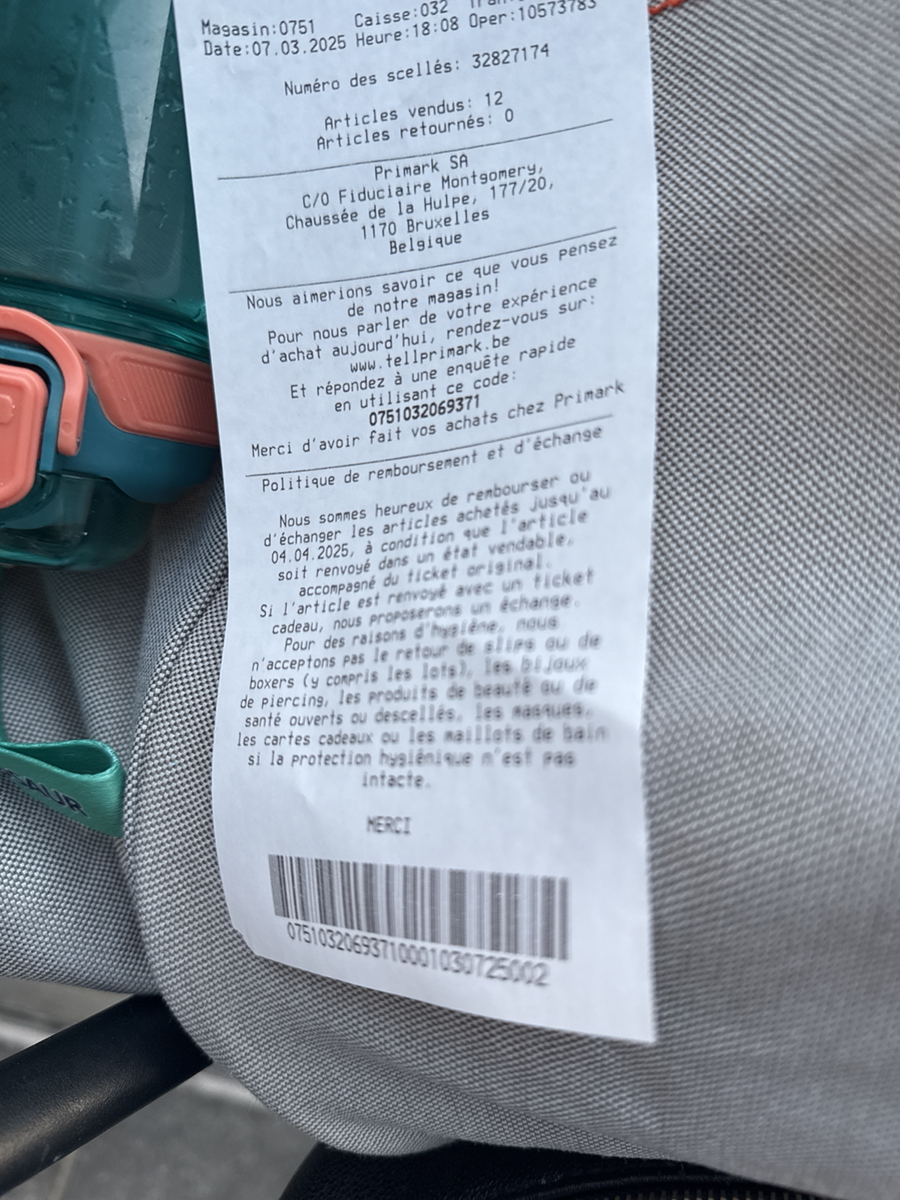 Magasin:0751 Caisse:032
Date:07.03.2025 Heure:18:08 Oper:10573783
Numéro des scellés: 32827174
Articles vendus: 12
Articles retournés: 0
Primark SA
C/O Fiduciaire Montgomery,
Chaussée de la Hulpe, 177/20,
1170 Bruxelles
Belgique
Nous aimerions savoir ce que vous pensez
de notre magasin!
Pour nous parler de votre expérience
d'achat aujourd'hui, rendez-vous sur:
www.tellprimark.be
Et répondez à une enquête rapide
en utilisant ce code:
0751032069371
Merci d'avoir fait vos achats chez Primark
Politique de remboursement et d'échange
Nous sommes heureux de rembourser ou
d'échanger les articles achetés jusqu'au
04.04.2025, à condition que l'article
soit renvoyé dans un état vendable,
accompagné du ticket original.
Si l'article est renvoyé avec un ticket
cadeau, nous proposerons un échange.
Pour des raisons d'hygiène, nous
n'acceptons pas le retour de slips ou de
boxers (y compris les lots), les bijoux
de piercing, les produits de beauté ou de
santé ouverts ou descellés, les masques,
les cartes cadeaux ou les maillots de bain
si la protection hygiénique n'est pas
intacte.
MERCI
07510320693710001030725002